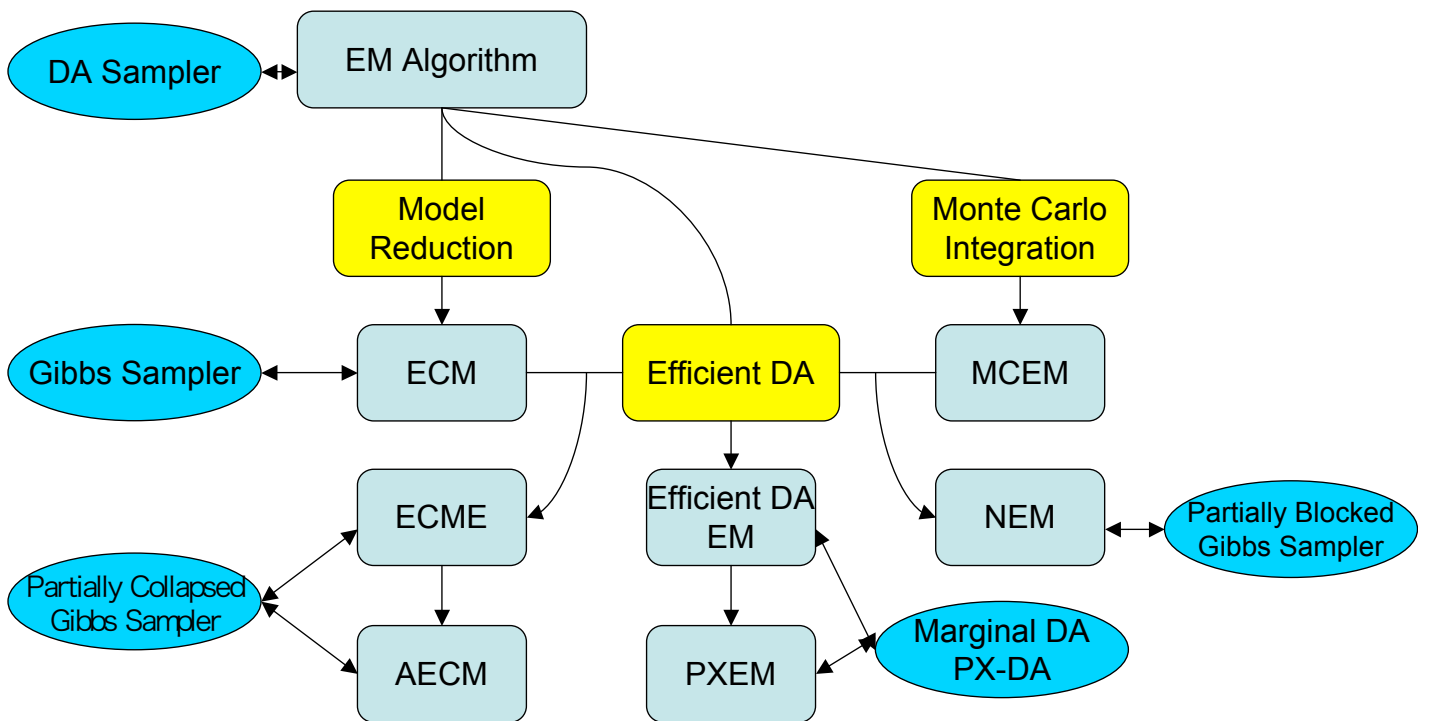 DA Sampler
EM Algorithm
Model
Reduction
Monte Carlo
Integration
Gibbs Sampler
ECM
Efficient DA
MCEM
ECME
Efficient DA
EM
NEM
Partially Blocked
Gibbs Sampler
Partially Collapsed
Gibbs Sampler
AECM
PXEM
Marginal DA
PX-DA